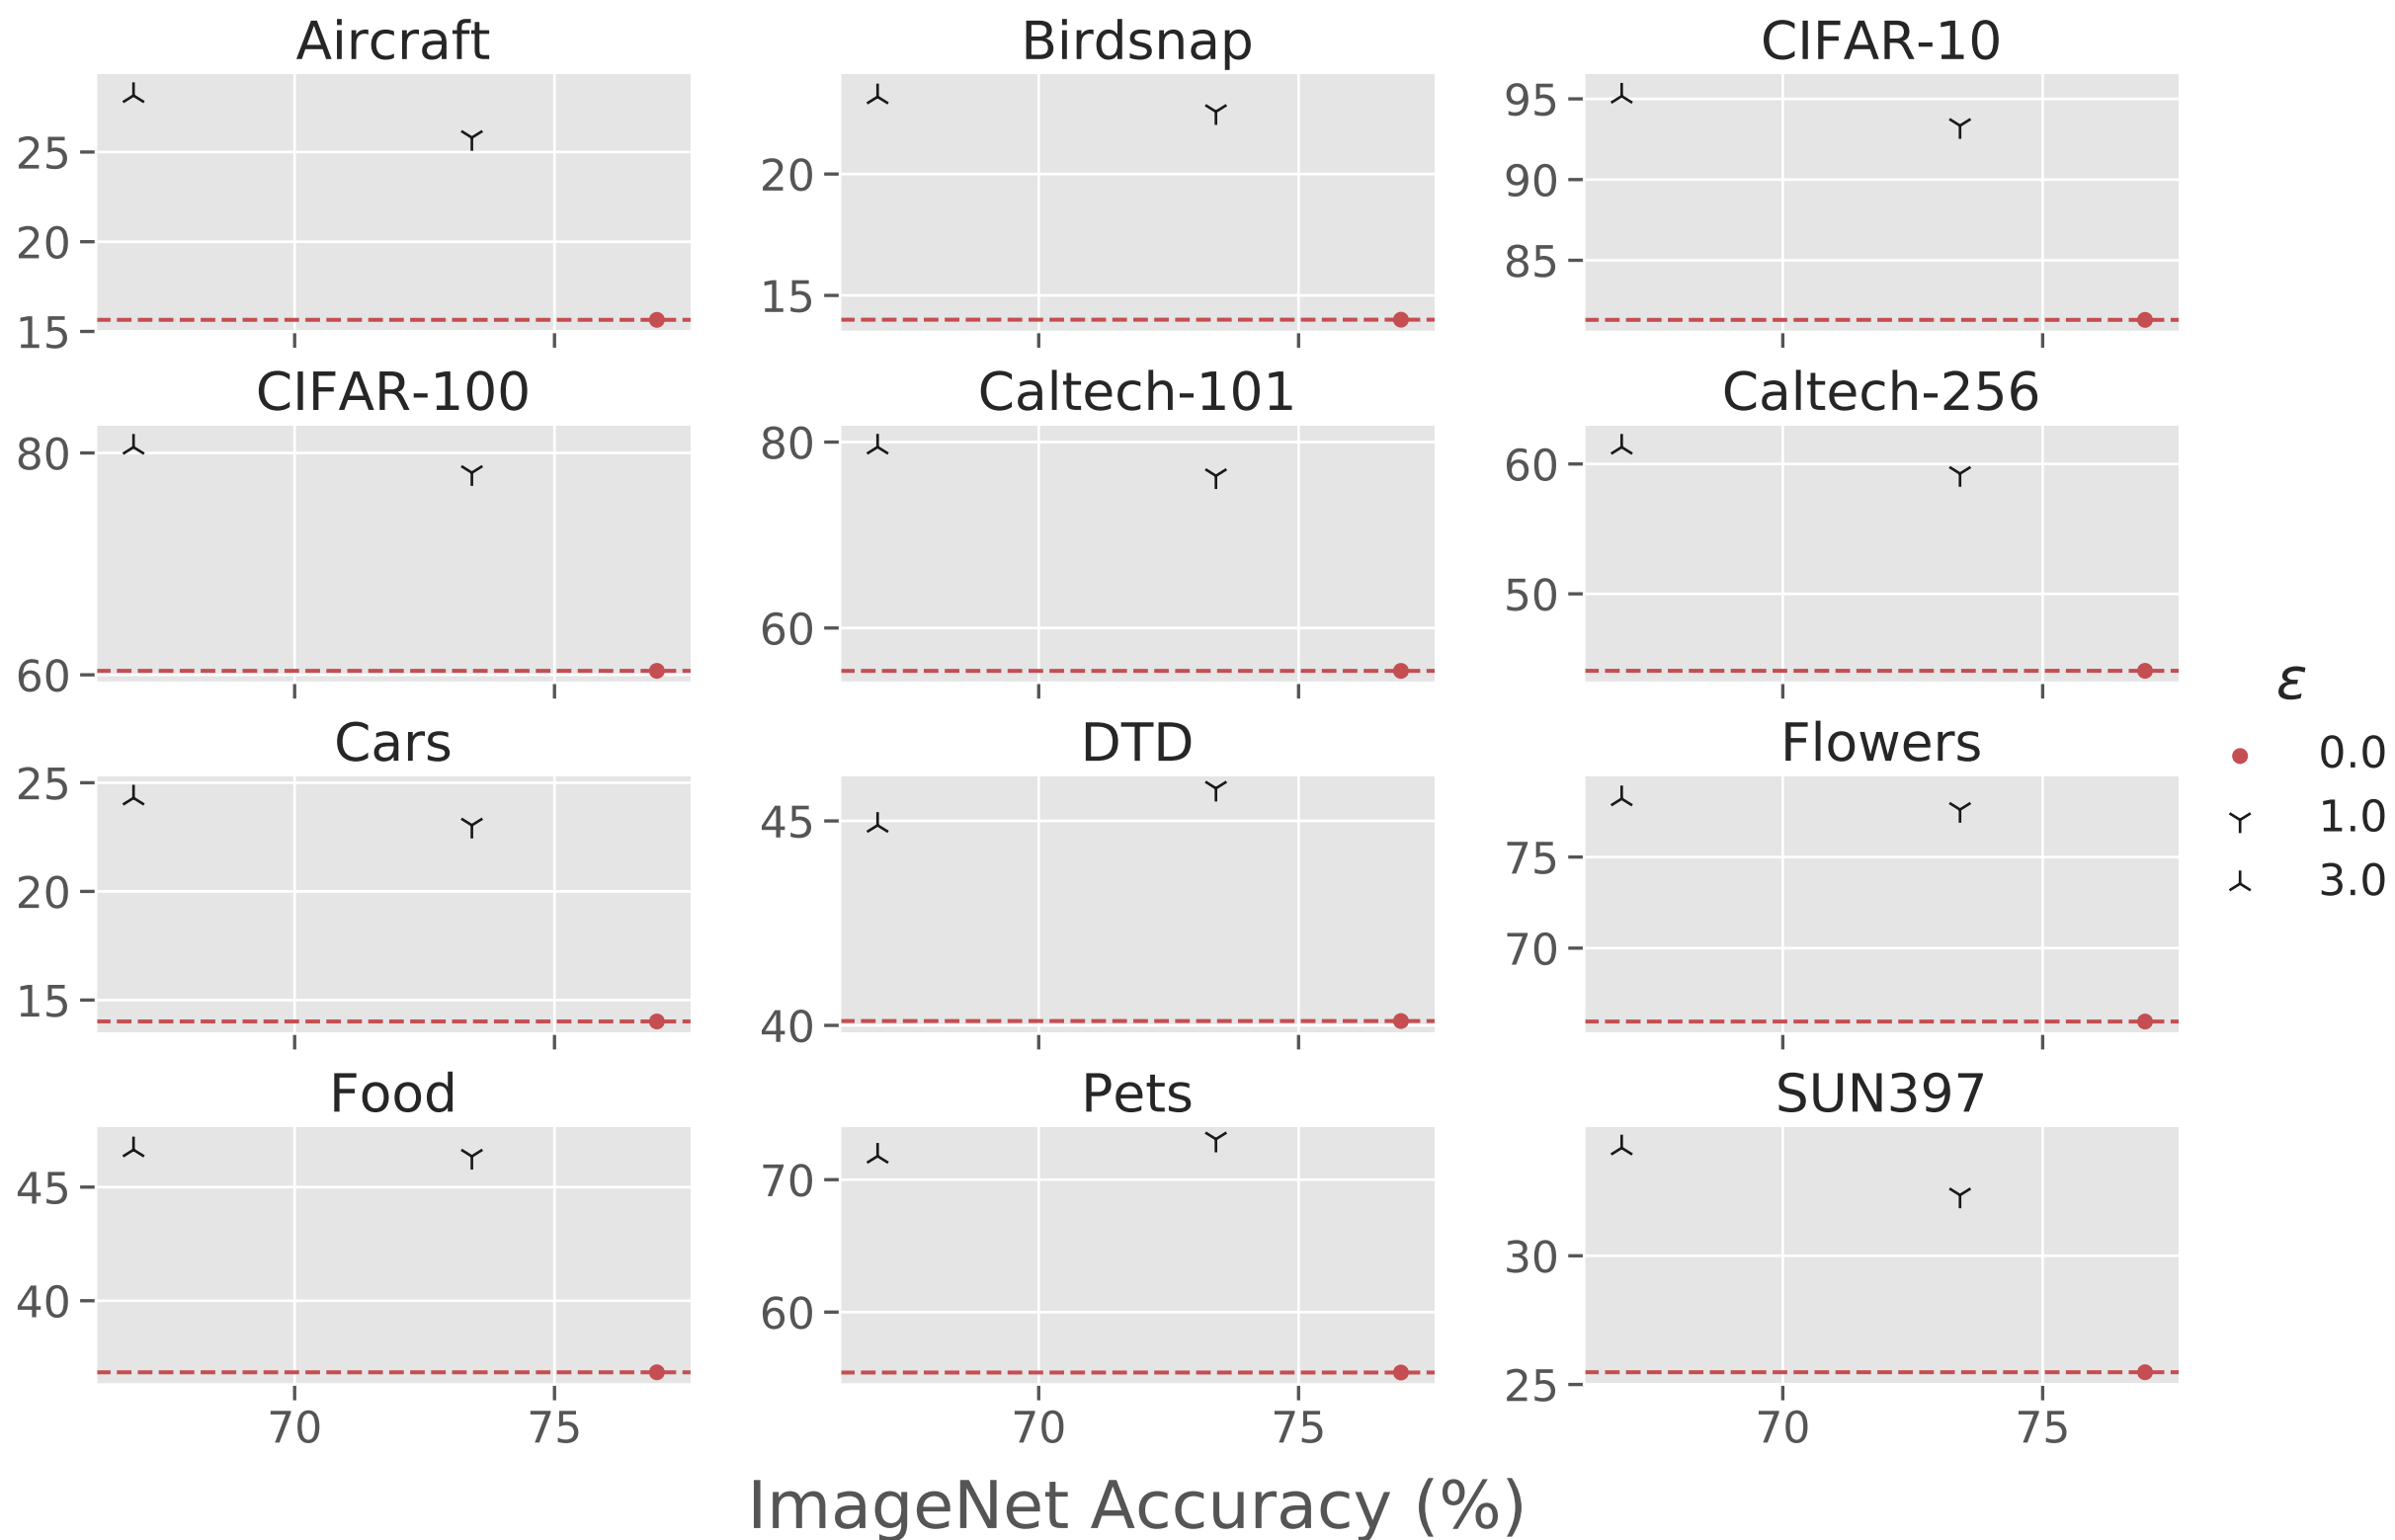 Aircraft
Birdsnap
CIFAR-10
25
20
15
20
15
95
90
85
CIFAR-100
Caltech-101
Caltech-256
80
60
80
60
60
50
Cars
DTD
Flowers
25
20
15
45
40
75
70
Food
Pets
SUN397
45
40
70
60
30
25
70
75
70
75
70
75
ImageNet Accuracy (%)
ε
0.0
1.0
3.0